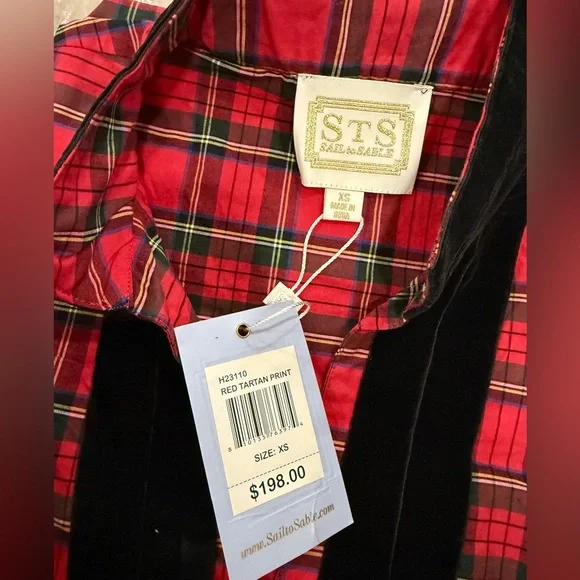 STS
SAIL to SABLE
XS
MADE IN
INDIA
H23110
RED TARTAN PRINT
SIZE: XS
$198.00
www.SailtoSable.com